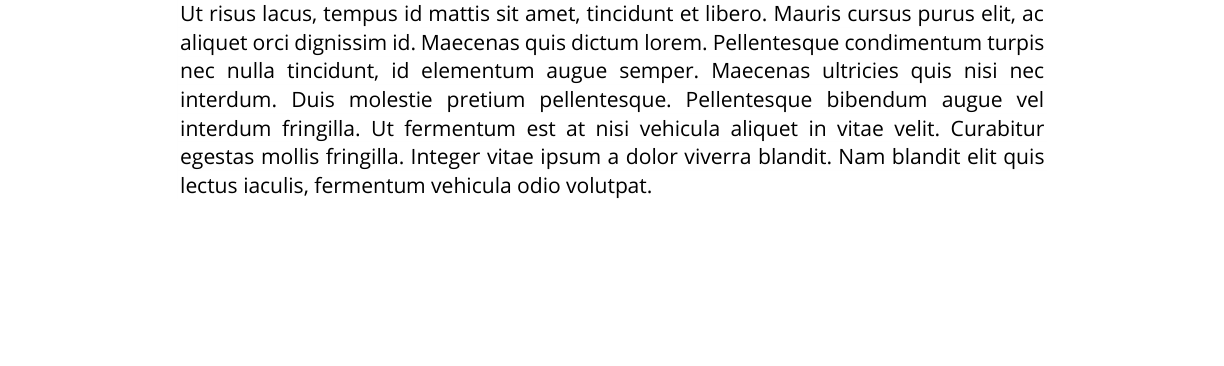 Ut risus lacus, tempus id mattis sit amet, tincidunt et libero. Mauris cursus purus elit, ac
aliquet orci dignissim id. Maecenas quis dictum lorem. Pellentesque condimentum turpis
nec nulla tincidunt, id elementum augue semper. Maecenas ultricies quis nisi nec
interdum. Duis molestie pretium pellentesque. Pellentesque bibendum augue vel
interdum fringilla. Ut fermentum est at nisi vehicula aliquet in vitae velit. Curabitur
egestas mollis fringilla. Integer vitae ipsum a dolor viverra blandit. Nam blandit elit quis
lectus iaculis, fermentum vehicula odio volutpat.